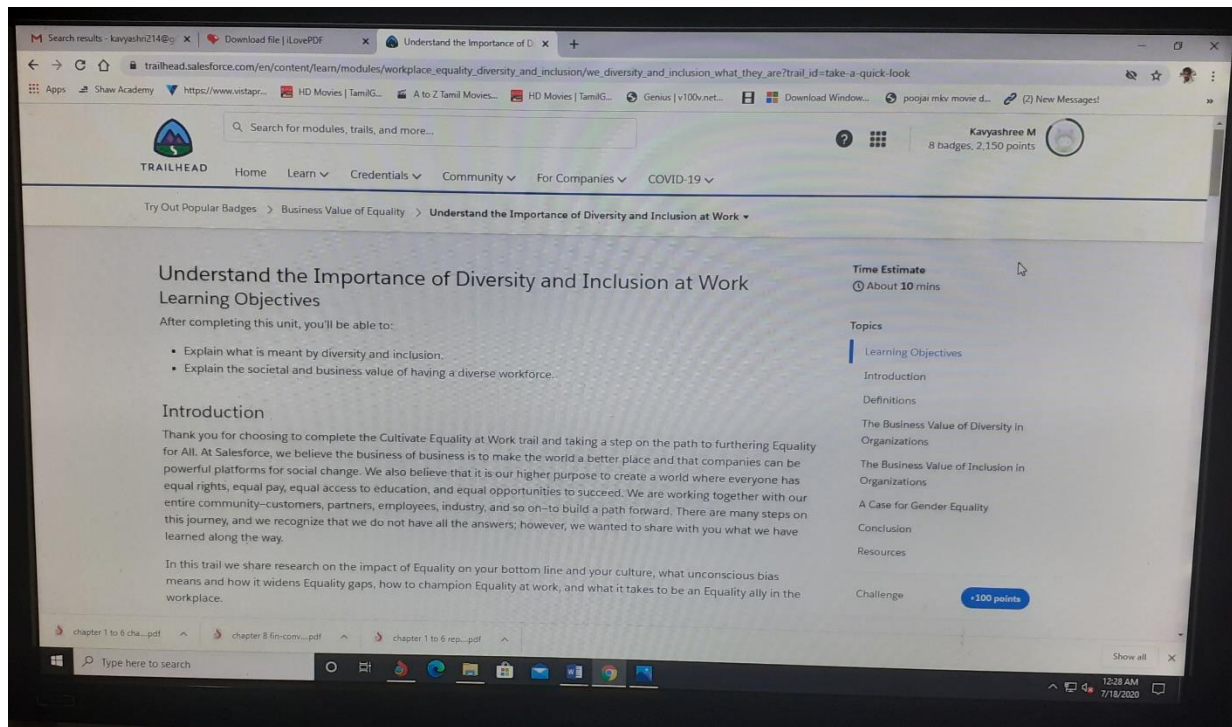 Search results - kavyashri214@g
Download file | iLovePDF
Understand the Importance of D
trailhead.salesforce.com/en/content/learn/modules/workplace_equality_diversity_and_inclusion/we_diversity_and_inclusion_what_they_are?trail_id=take-a-quick-look
Apps
Shaw Academy
https://www.vistapr...
HD Movies | TamilG...
A to Z Tamil Movies...
HD Movies | TamilG...
Genius | v100v.net...
Download Window...
poojai mkv movie d...
(2) New Messages!
Search for modules, trails, and more...
Kavyashree M
8 badges, 2,150 points
TRAILHEAD
Home Learn Credentials Community For Companies COVID-19
Try Out Popular Badges > Business Value of Equality > Understand the Importance of Diversity and Inclusion at Work
Understand the Importance of Diversity and Inclusion at Work
Learning Objectives
After completing this unit, you'll be able to:
• Explain what is meant by diversity and inclusion.
• Explain the societal and business value of having a diverse workforce.
Introduction
Thank you for choosing to complete the Cultivate Equality at Work trail and taking a step on the path to furthering Equality
for All. At Salesforce, we believe the business of business is to make the world a better place and that companies can be
powerful platforms for social change. We also believe that it is our higher purpose to create a world where everyone has
equal rights, equal pay, equal access to education, and equal opportunities to succeed. We are working together with our
entire community–customers, partners, employees, industry, and so on–to build a path forward. There are many steps on
this journey, and we recognize that we do not have all the answers; however, we wanted to share with you what we have
learned along the way.
In this trail we share research on the impact of Equality on your bottom line and your culture, what unconscious bias
means and how it widens Equality gaps, how to champion Equality at work, and what it takes to be an Equality ally in the
workplace.
Time Estimate
About 10 mins
Topics
Learning Objectives
Introduction
Definitions
The Business Value of Diversity in
Organizations
The Business Value of Inclusion in
Organizations
A Case for Gender Equality
Conclusion
Resources
Challenge
+100 points
chapter 1 to 6 cha....pdf
chapter 8 fin-conv....pdf
chapter 1 to 6 rep....pdf
Show all
Type here to search
12:28 AM
7/18/2020